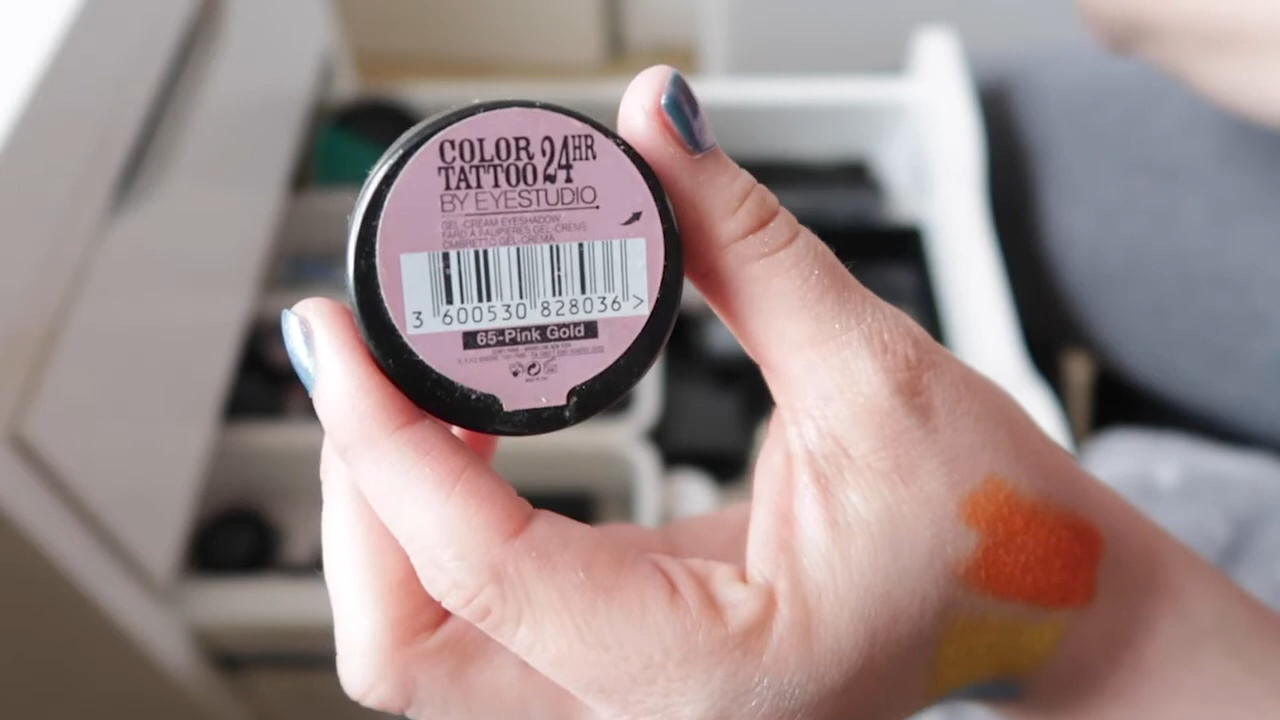 COLOR 24HR
TATTOO
BY EYESTUDIO
GEL-CREAM EYESHADOW
FARD À PAUPIÈRES GEL-CRÈME
OMBRETTO GEL-CREMA
3 600530 828036 >
65-Pink Gold